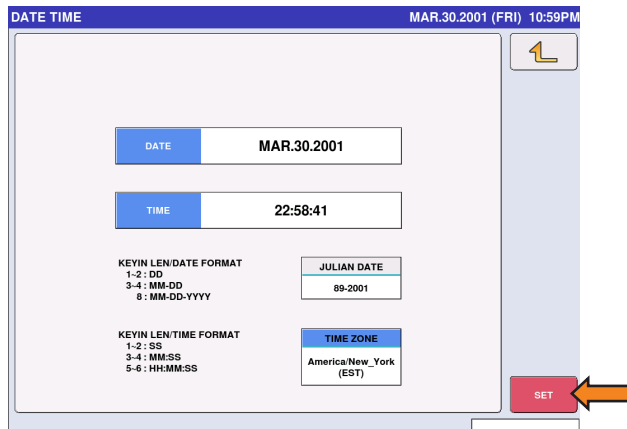 DATE TIME MAR.30.2001 (FRI) 10:59PM
DATE MAR.30.2001
TIME 22:58:41
KEYIN LEN/DATE FORMAT
1~2 : DD
3~4 : MM-DD
8 : MM-DD-YYYY
JULIAN DATE
89-2001
KEYIN LEN/TIME FORMAT
1~2 : SS
3~4 : MM:SS
5~6 : HH:MM:SS
TIME ZONE
America/New_York
(EST)
SET